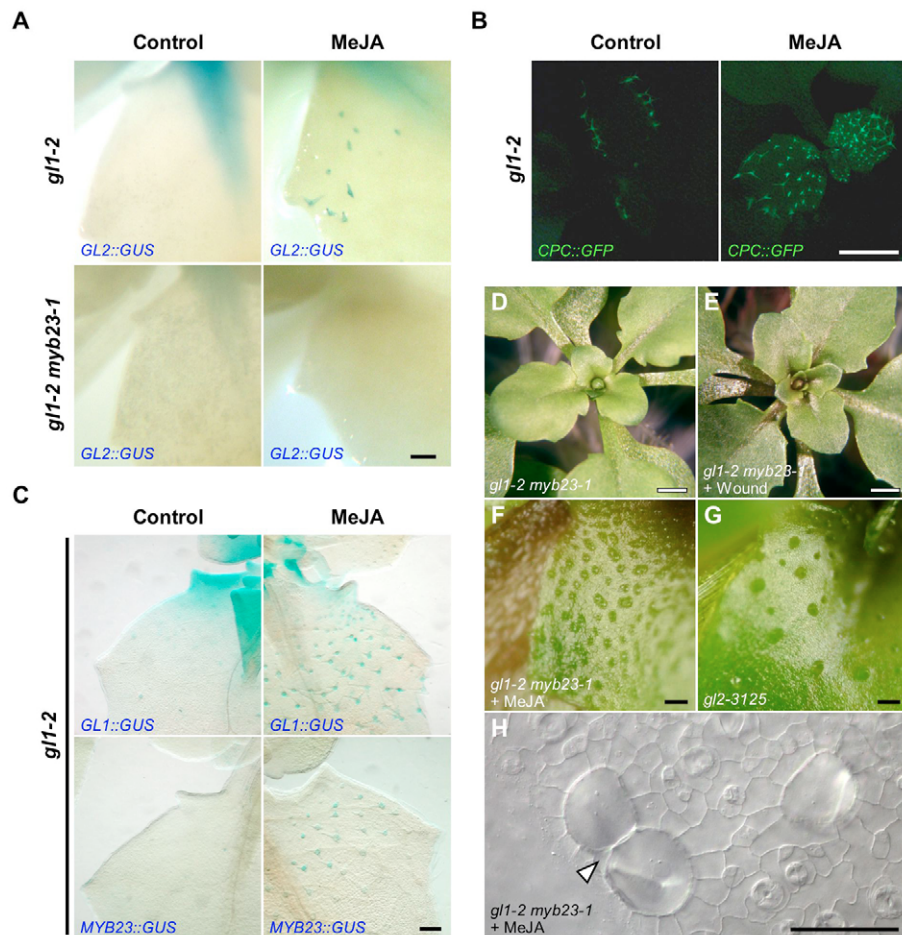 A
Control
MeJA
gl1-2
GL2::GUS
GL2::GUS
gl1-2 myb23-1
GL2::GUS
GL2::GUS
B
Control
MeJA
gl1-2
CPC::GFP
CPC::GFP
C
Control
MeJA
gl1-2
GL1::GUS
GL1::GUS
MYB23::GUS
MYB23::GUS
D
gl1-2 myb23-1
E
gl1-2 myb23-1
+ Wound
F
gl1-2 myb23-1
+ MeJA
G
gl2-3125
H
gl1-2 myb23-1
+ MeJA